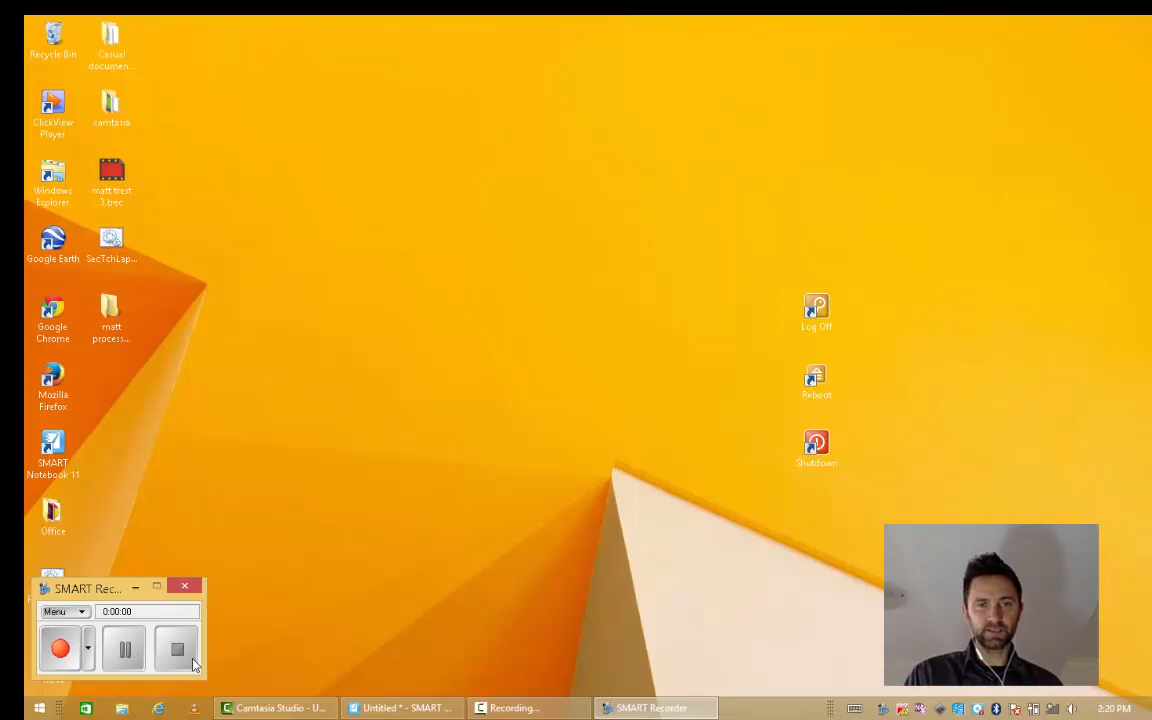 Recycle Bin
Casual
documen...
ClickView
Player
camtasia
Windows
Explorer
matt trest
3.trec
Google Earth
SecTchLap...
Google
Chrome
matt
process...
Mozilla
Firefox
SMART
Notebook 11
Office
Log Off
Reboot
Shutdown
SMART Rec...
Menu
0:00:00
Camtasia Studio - U...
Untitled * - SMART ...
Recording...
SMART Recorder
2:20 PM